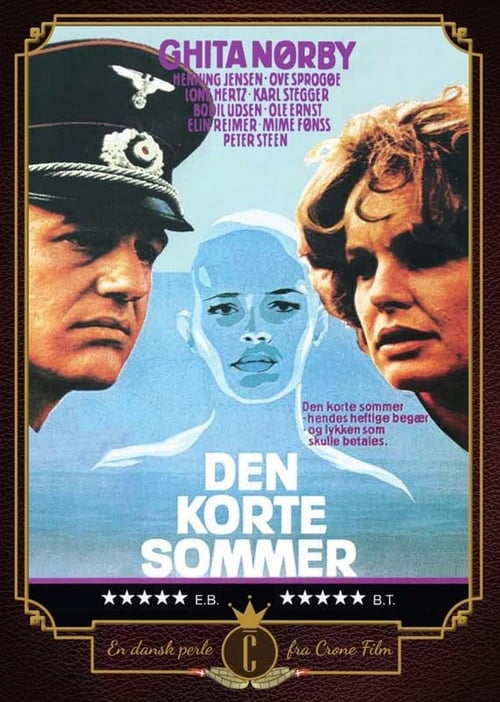 GHITA NØRBY
HENNING JENSEN · OVE SPROGØE
LONE HERTZ · KARL STEGGER
BODIL UDSEN · OLE ERNST
ELIN REIMER · MIME FØNSS
PETER STEEN
Den korte sommer
-hendes heftige begær
-og lykken som
skulle betales.
DEN
KORTE
SOMMER
★★★★★ E.B. ★★★★★ B.T.
En dansk perle C fra Crone Film